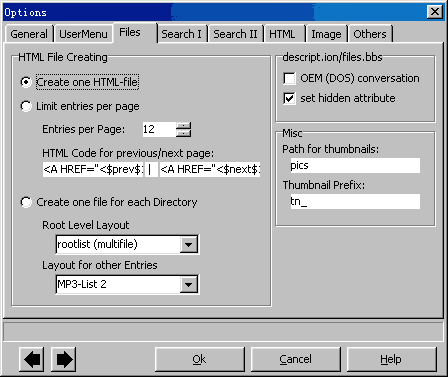 Options
General UserMenu Files Search I Search II HTML Image Others
HTML File Creating
Create one HTML-file
Limit entries per page
Entries per Page: 12
HTML Code for previous/next page:
<A HREF="<$prev$: | <A HREF="<$next$:
Create one file for each Directory
Root Level Layout
rootlist (multifile)
Layout for other Entries
MP3-List 2
descript.ion/files.bbs
OEM (DOS) conversation
set hidden attribute
Misc
Path for thumbnails:
pics
Thumbnail Prefix:
tn_
Ok Cancel Help